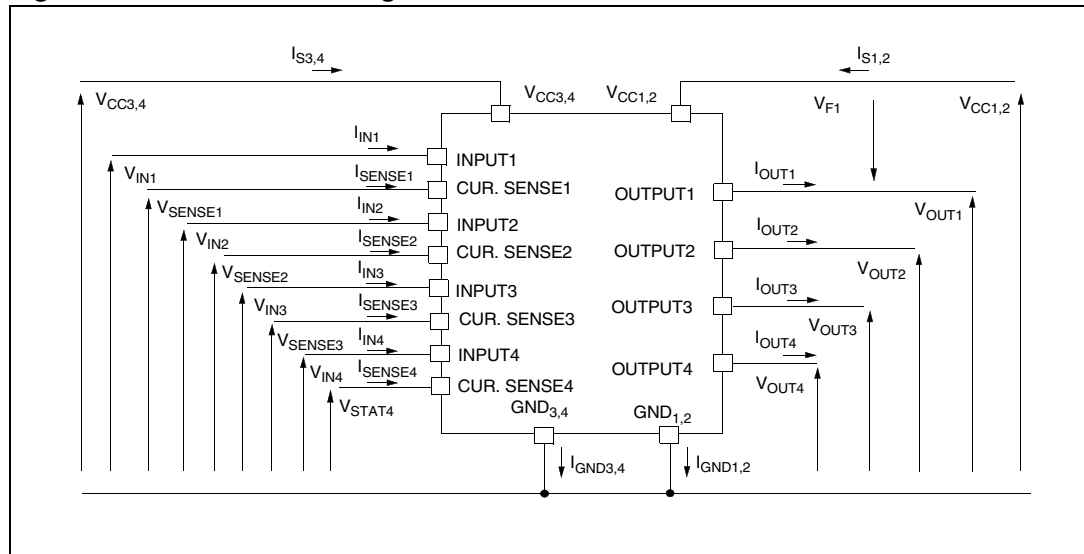 I_S3,4
I_S1,2
V_CC3,4
V_CC3,4
V_CC1,2
V_F1
V_CC1,2
I_IN1
INPUT1
V_IN1
I_SENSE1
CUR. SENSE1
V_SENSE1
I_IN2
INPUT2
V_IN2
I_SENSE2
CUR. SENSE2
V_SENSE2
I_IN3
INPUT3
V_IN3
I_SENSE3
CUR. SENSE3
V_SENSE3
I_IN4
INPUT4
V_IN4
I_SENSE4
CUR. SENSE4
V_STAT4
OUTPUT1
I_OUT1
V_OUT1
OUTPUT2
I_OUT2
V_OUT2
OUTPUT3
I_OUT3
V_OUT3
OUTPUT4
I_OUT4
V_OUT4
GND_3,4
GND_1,2
I_GND3,4
I_GND1,2